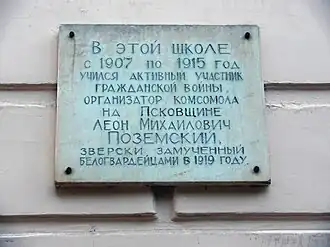 В ЭТОЙ ШКОЛЕ
с 1907 по 1915 год
УЧИЛСЯ АКТИВНЫЙ УЧАСТНИК
ГРАЖДАНСКОЙ ВОЙНЫ,
ОРГАНИЗАТОР КОМСОМОЛА
НА ПСКОВЩИНЕ
ЛЕОН МИХАЙЛОВИЧ
ПОЗЕМСКИЙ,
ЗВЕРСКИ ЗАМУЧЕННЫЙ
БЕЛОГВАРДЕЙЦАМИ В 1919 ГОДУ.